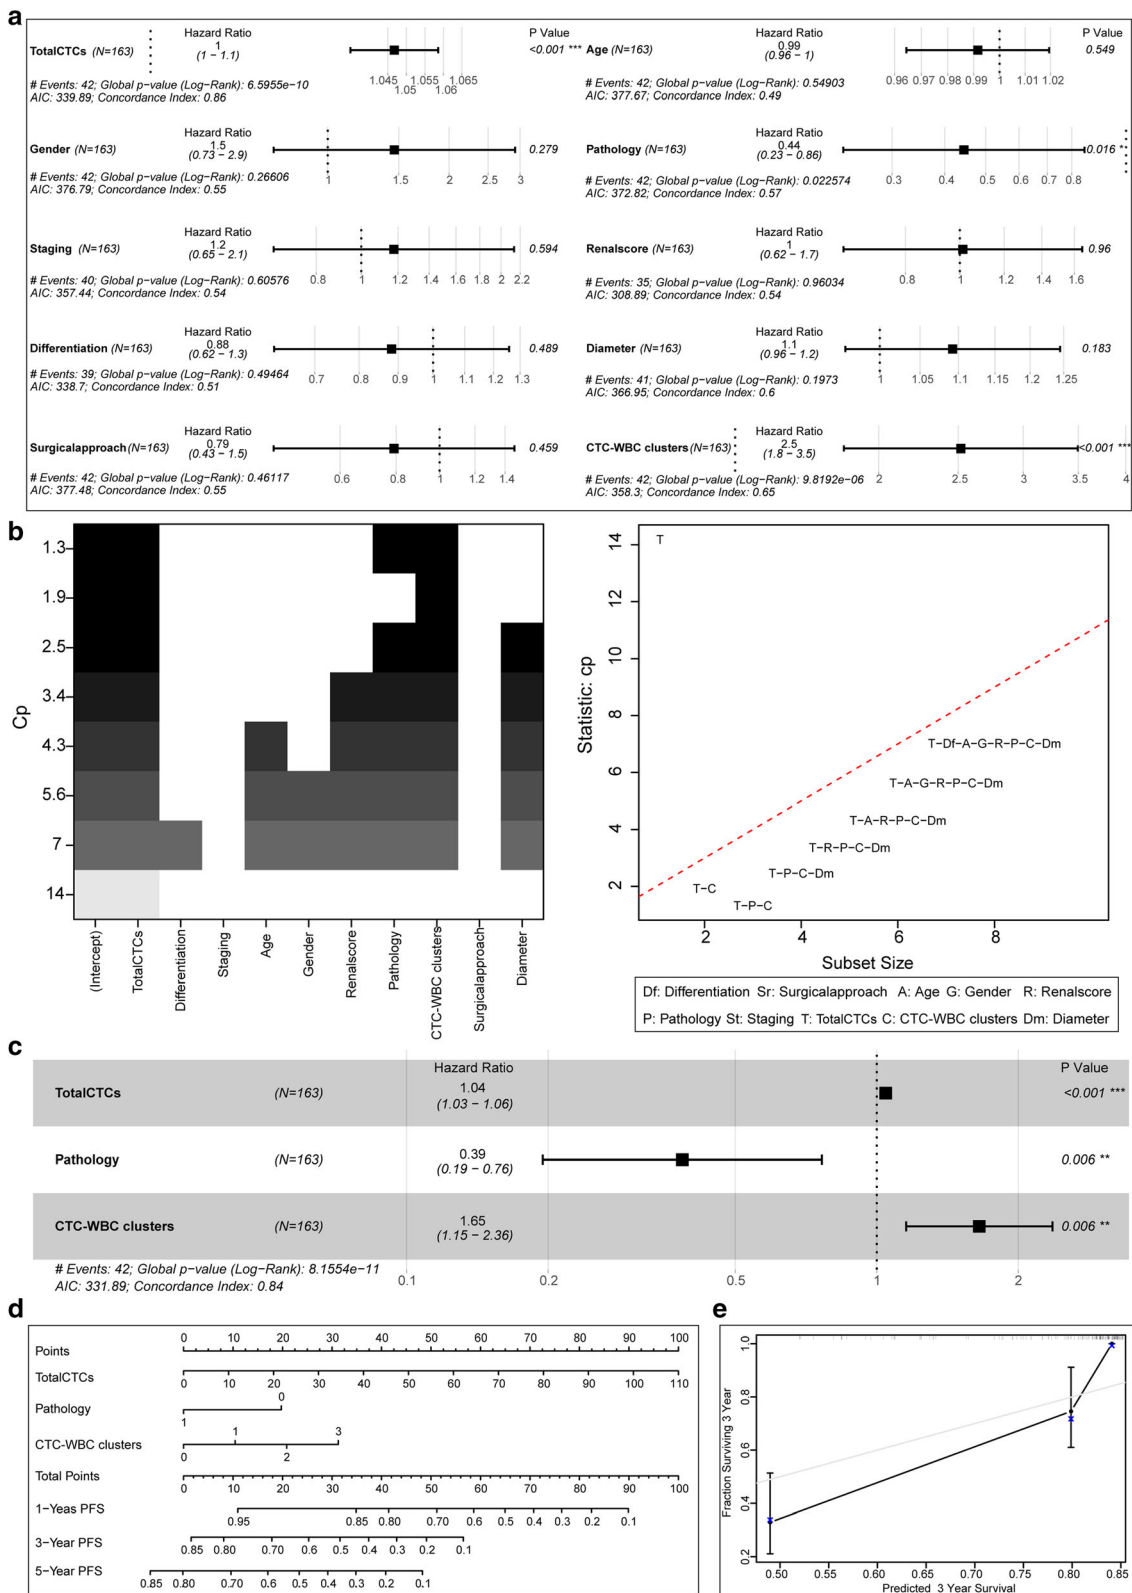 a
Hazard Ratio
P Value
Hazard Ratio
P Value
TotalCTCs (N=163)
1
(1 − 1.1)
<0.001 ***
Age (N=163)
0.99
(0.96 − 1)
0.549
1.045 1.055 1.065
1.05 1.06
0.96 0.97 0.98 0.99 1 1.01 1.02
# Events: 42; Global p−value (Log−Rank): 6.5955e−10
AIC: 339.89; Concordance Index: 0.86
# Events: 42; Global p−value (Log−Rank): 0.54903
AIC: 377.67; Concordance Index: 0.49
Hazard Ratio
Hazard Ratio
Gender (N=163)
1.5
(0.73 − 2.9)
0.279
Pathology (N=163)
0.44
(0.23 − 0.86)
0.016 *
# Events: 42; Global p−value (Log−Rank): 0.26606
AIC: 376.79; Concordance Index: 0.55
1 1.5 2 2.5 3
# Events: 42; Global p−value (Log−Rank): 0.022574
AIC: 372.82; Concordance Index: 0.57
0.3 0.4 0.5 0.6 0.7 0.8
Hazard Ratio
Hazard Ratio
Staging (N=163)
1.2
(0.65 − 2.1)
0.594
Renalscore (N=163)
1
(0.62 − 1.7)
0.96
# Events: 40; Global p−value (Log−Rank): 0.60576
AIC: 357.44; Concordance Index: 0.54
0.8 1 1.2 1.4 1.6 1.8 2 2.2
# Events: 35; Global p−value (Log−Rank): 0.96034
AIC: 308.89; Concordance Index: 0.54
0.8 1 1.2 1.4 1.6
Hazard Ratio
Hazard Ratio
Differentiation (N=163)
0.88
(0.62 − 1.3)
0.489
Diameter (N=163)
1.1
(0.96 − 1.2)
0.183
# Events: 39; Global p−value (Log−Rank): 0.49464
AIC: 338.7; Concordance Index: 0.51
0.7 0.8 0.9 1 1.1 1.2 1.3
# Events: 41; Global p−value (Log−Rank): 0.1973
AIC: 366.95; Concordance Index: 0.6
1 1.05 1.1 1.15 1.2 1.25
Hazard Ratio
Hazard Ratio
Surgicalapproach (N=163)
0.79
(0.43 − 1.5)
0.459
CTC−WBC clusters (N=163)
2.5
(1.8 − 3.5)
<0.001 ***
# Events: 42; Global p−value (Log−Rank): 0.46117
AIC: 377.48; Concordance Index: 0.55
0.6 0.8 1 1.2 1.4
# Events: 42; Global p−value (Log−Rank): 9.8192e−06
AIC: 358.3; Concordance Index: 0.65
2 2.5 3 3.5 4
b
Cp
1.3
1.9
2.5
3.4
4.3
5.6
7
14
(Intercept)
TotalCTCs
Differentiation
Staging
Age
Gender
Renalscore
Pathology
CTC−WBC clusters
Surgicalapproach
Diameter
Statistic: cp
14
12
10
8
6
4
2
T
T−Df−A−G−R−P−C−Dm
T−A−G−R−P−C−Dm
T−A−R−P−C−Dm
T−R−P−C−Dm
T−P−C−Dm
T−C
T−P−C
2 4 6 8
Subset Size
Df: Differentiation Sr: Surgicalapproach A: Age G: Gender R: Renalscore
P: Pathology St: Staging T: TotalCTCs C: CTC−WBC clusters Dm: Diameter
c
Hazard Ratio
P Value
TotalCTCs (N=163)
1.04
(1.03 − 1.06)
<0.001 ***
Pathology (N=163)
0.39
(0.19 − 0.76)
0.006 **
CTC−WBC clusters (N=163)
1.65
(1.15 − 2.36)
0.006 **
# Events: 42; Global p−value (Log−Rank): 8.1554e−11
AIC: 331.89; Concordance Index: 0.84
0.1 0.2 0.5 1 2
d
Points
0 10 20 30 40 50 60 70 80 90 100
TotalCTCs
0 10 20 30 40 50 60 70 80 90 100 110
Pathology
0
1
CTC−WBC clusters
1 3
0 2
Total Points
0 10 20 30 40 50 60 70 80 90 100
1−Yeas PFS
0.95 0.85 0.80 0.70 0.6 0.5 0.4 0.3 0.2 0.1
3−Year PFS
0.85 0.80 0.70 0.6 0.5 0.4 0.3 0.2 0.1
5−Year PFS
0.85 0.80 0.70 0.6 0.5 0.4 0.3 0.2 0.1
e
Fraction Surviving 3 Year
1.0
0.8
0.6
0.4
0.2
0.50 0.55 0.60 0.65 0.70 0.75 0.80 0.85
Predicted 3 Year Survival